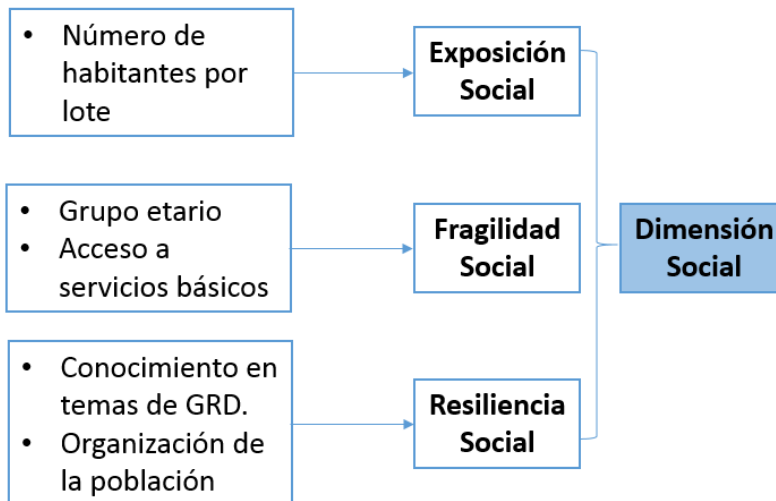 • Número de
habitantes por
lote
Exposición
Social
• Grupo etario
• Acceso a
servicios básicos
Fragilidad
Social
Dimensión
Social
• Conocimiento en
temas de GRD.
• Organización de
la población
Resiliencia
Social